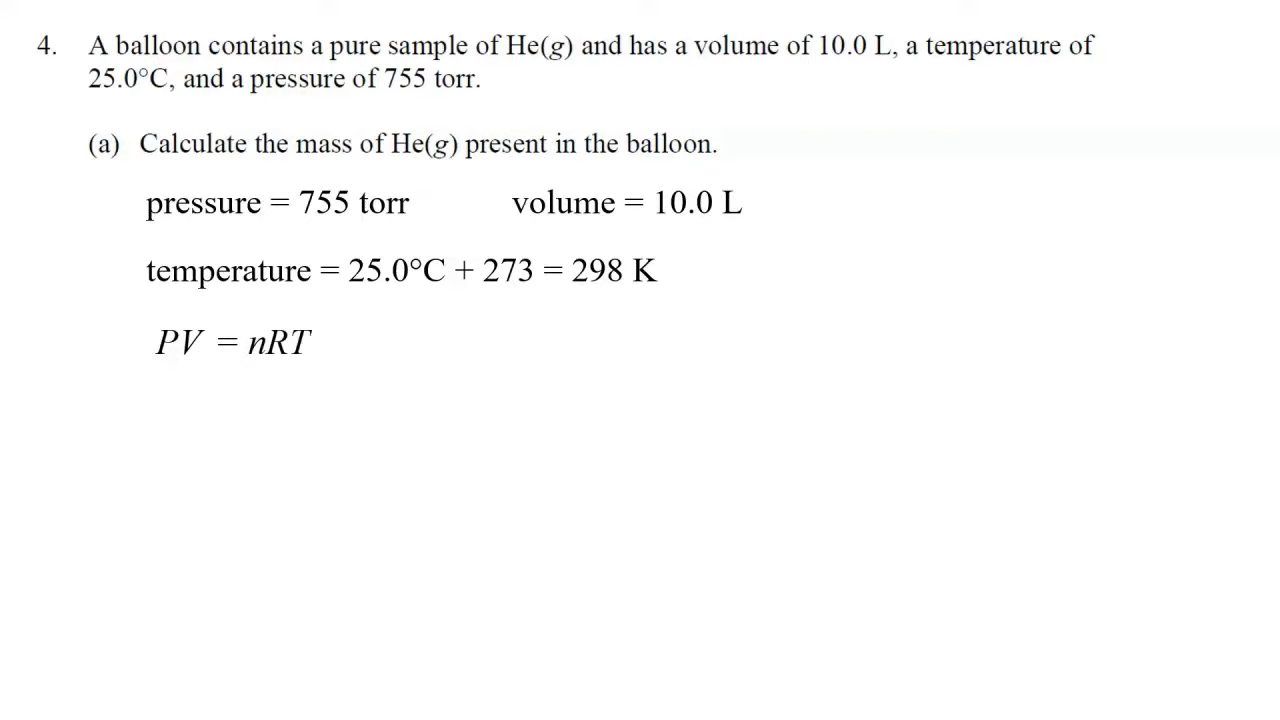 4. A balloon contains a pure sample of He(g) and has a volume of 10.0 L, a temperature of
25.0°C, and a pressure of 755 torr.
(a) Calculate the mass of He(g) present in the balloon.
pressure = 755 torr volume = 10.0 L
temperature = 25.0°C + 273 = 298 K
PV = nRT